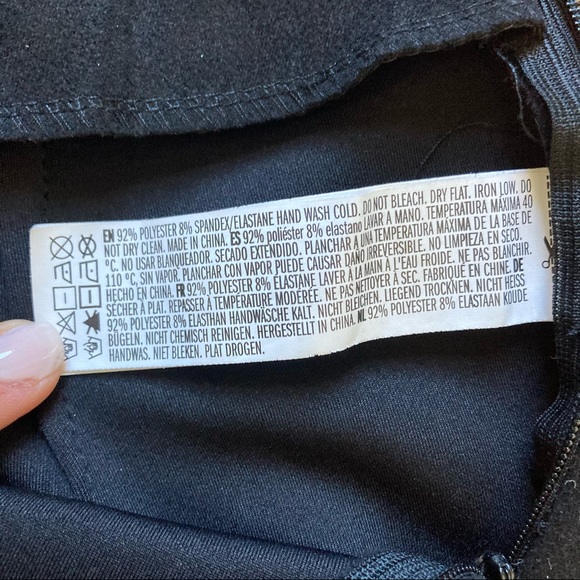 EN 92% POLYESTER 8% SPANDEX/ELASTANE HAND WASH COLD. DO NOT BLEACH. DRY FLAT. IRON LOW. DO
NOT DRY CLEAN. MADE IN CHINA. ES 92% poliéster 8% elastano LAVAR A MANO. TEMPERATURA MÁXIMA 40
°C. NO USAR BLANQUEADOR. SECADO EXTENDIDO. PLANCHAR A UNA TEMPERATURA MÁXIMA DE LA BASE DE
110 °C, SIN VAPOR. PLANCHAR CON VAPOR PUEDE CAUSAR DAÑO IRREVERSIBLE. NO LIMPIEZA EN SECO.
HECHO EN CHINA. FR 92% POLYESTER 8% ÉLASTANE LAVER À LA MAIN À L'EAU FROIDE. NE PAS BLANCHIR.
SÉCHER À PLAT. REPASSER À TEMPÉRATURE MODÉRÉE. NE PAS NETTOYER À SEC. FABRIQUÉ EN CHINE. DE
92% POLYESTER 8% ELASTHAN HANDWÄSCHE KALT. NICHT BLEICHEN. LIEGEND TROCKNEN. NICHT HEISS
BÜGELN. NICHT CHEMISCH REINIGEN. HERGESTELLT IN CHINA. NL 92% POLYESTER 8% ELASTAAN KOUDE
HANDWAS. NIET BLEKEN. PLAT DROGEN.